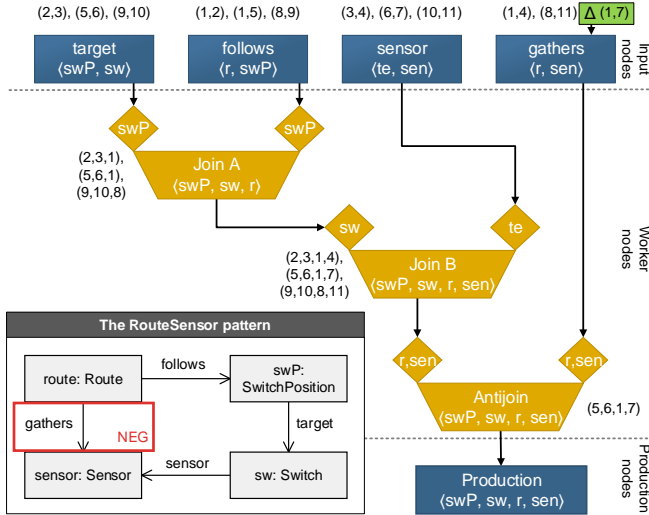 (2,3), (5,6), (9,10)
(1,2), (1,5), (8,9)
(3,4), (6,7), (10,11)
(1,4), (8,11)
Δ (1,7)
target
⟨swP, sw⟩
follows
⟨r, swP⟩
sensor
⟨te, sen⟩
gathers
⟨r, sen⟩
Input
nodes
swP
swP
(2,3,1),
(5,6,1),
(9,10,8)
Join A
⟨swP, sw, r⟩
sw
te
(2,3,1,4),
(5,6,1,7),
(9,10,8,11)
Join B
⟨swP, sw, r, sen⟩
Worker
nodes
r,sen
r,sen
Antijoin
⟨swP, sw, r, sen⟩
(5,6,1,7)
Production
⟨swP, sw, r, sen⟩
Production
nodes
The RouteSensor pattern
route: Route
follows
swP:
SwitchPosition
gathers
NEG
target
sensor: Sensor
sensor
sw: Switch